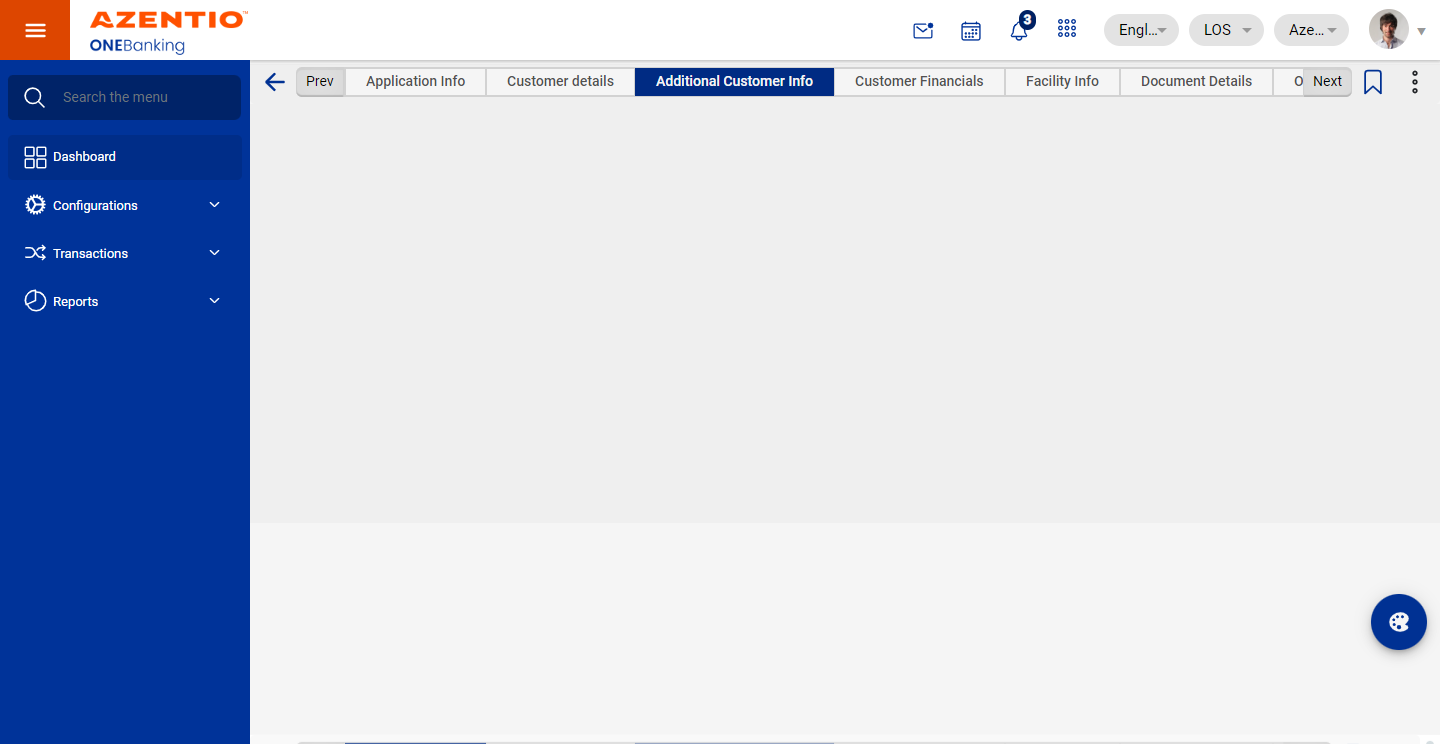 AZENTIO™
ONEBanking
3
Engl...
LOS
Aze...
Search the menu
Dashboard
Configurations
Transactions
Reports
Prev
Application Info
Customer details
Additional Customer Info
Customer Financials
Facility Info
Document Details
O
Next